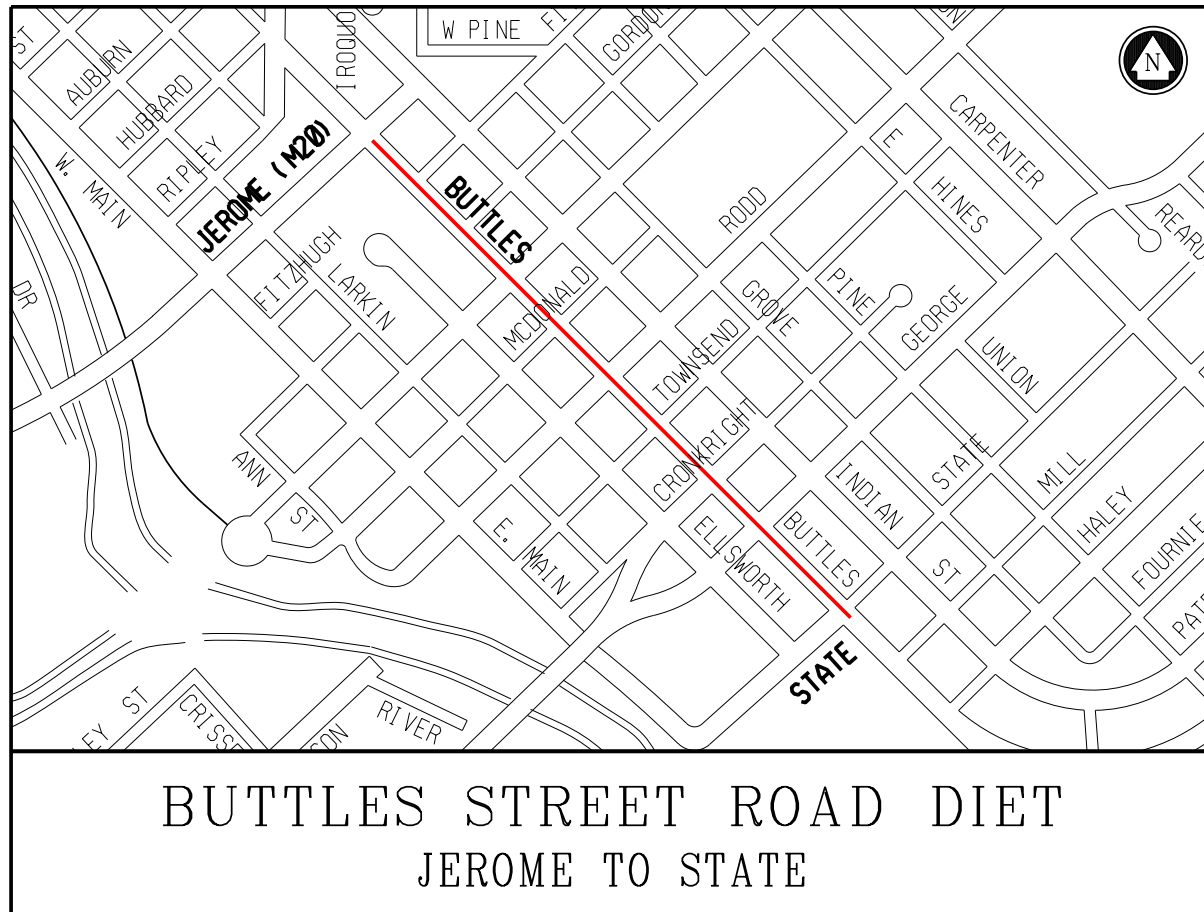 ST
AUBURN
HUBBARD
RIPLEY
W. MAIN
JEROME (M20)
W PINE
N
BUTTLES
CARPENTER
E
HINES
RODD
FITZHUGH
LARKIN
MCDONALD
GROVE
PINE
GEORGE
TOWNSEND
UNION
DR
CRONKRIGHT
STATE
MILL
HALEY
INDIAN
ST
ANN
ST
E. MAIN
ELLSWORTH
BUTTLES
STATE
ST
RIVER
BUTTLES STREET ROAD DIET
JEROME TO STATE